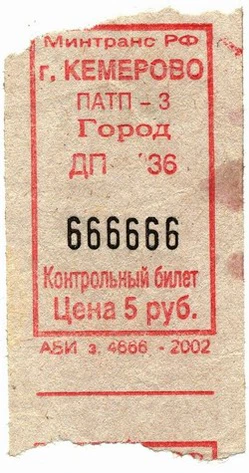 Минтранс РФ
г, КЕМЕРОВО
ПАТП - 3
Город
ДП 36
666666
Контрольный билет
Цена 5 руб.
АБИ з. 4666 - 2002